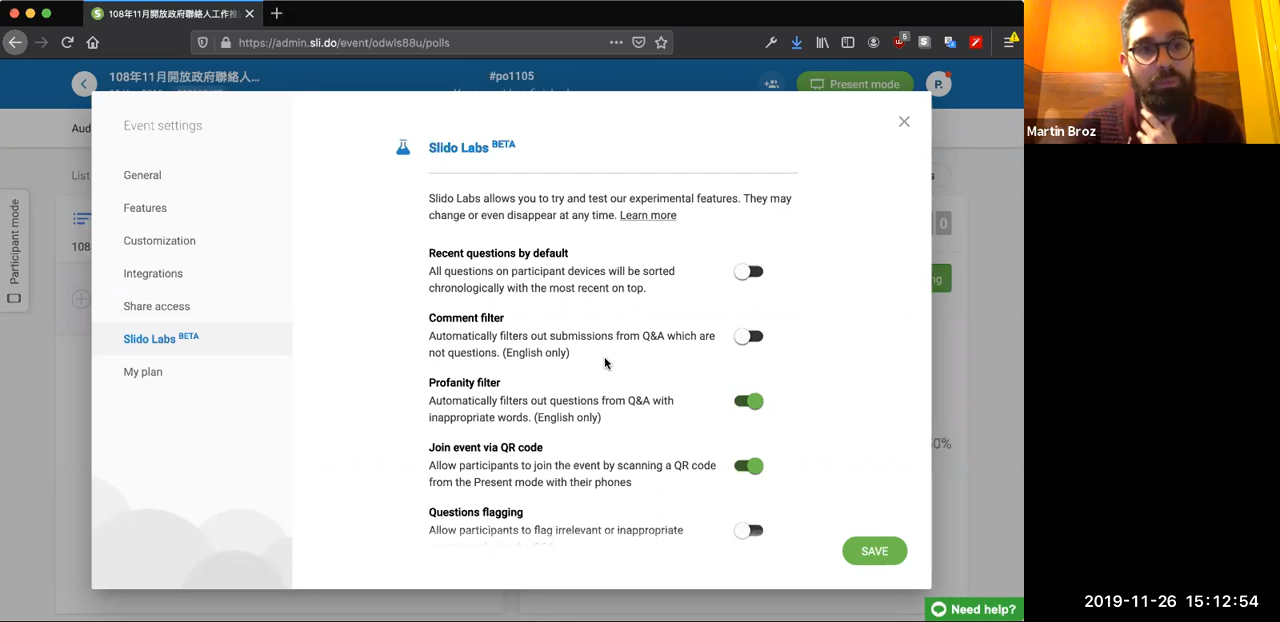 108年11月開放政府聯絡人工作推
https://admin.sli.do/event/odwls88u/polls
5
108年11月開放政府聯絡人...
#po1105
Present mode
P.
Event settings
General
Features
Customization
Integrations
Share access
Slido Labs BETA
My plan
Slido Labs BETA
Slido Labs allows you to try and test our experimental features. They may
change or even disappear at any time. Learn more
Recent questions by default
All questions on participant devices will be sorted
chronologically with the most recent on top.
Comment filter
Automatically filters out submissions from Q&A which are
not questions. (English only)
Profanity filter
Automatically filters out questions from Q&A with
inappropriate words. (English only)
Join event via QR code
Allow participants to join the event by scanning a QR code
from the Present mode with their phones
Questions flagging
Allow participants to flag irrelevant or inappropriate
SAVE
Participant mode
Aud
List
108
0
ng
0%
Need help?
Martin Broz
2019-11-26 15:12:54